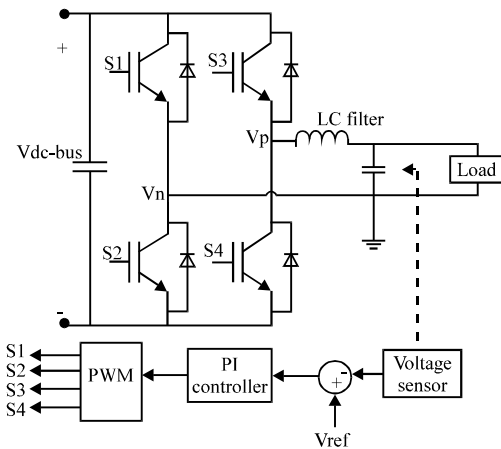 +
S1
S3
LC filter
Vp
Vdc-bus
Load
Vn
S2
S4
-
S1
S2
S3
S4
PWM
PI
controller
+
-
Voltage
sensor
Vref